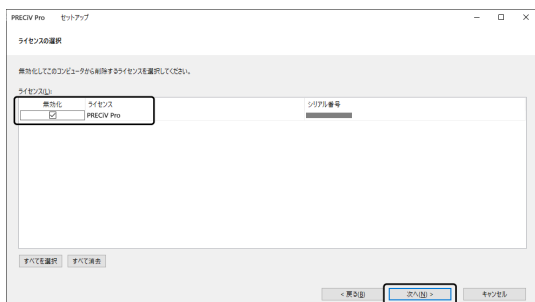 PRECiV Pro セットアップ
ライセンスの選択
無効化してこのコンピュータから削除するライセンスを選択してください。
ライセンス(L):
無効化 ライセンス シリアル番号
PRECiV Pro
すべてを選択 すべて消去
< 戻る(B) 次へ(N) > キャンセル